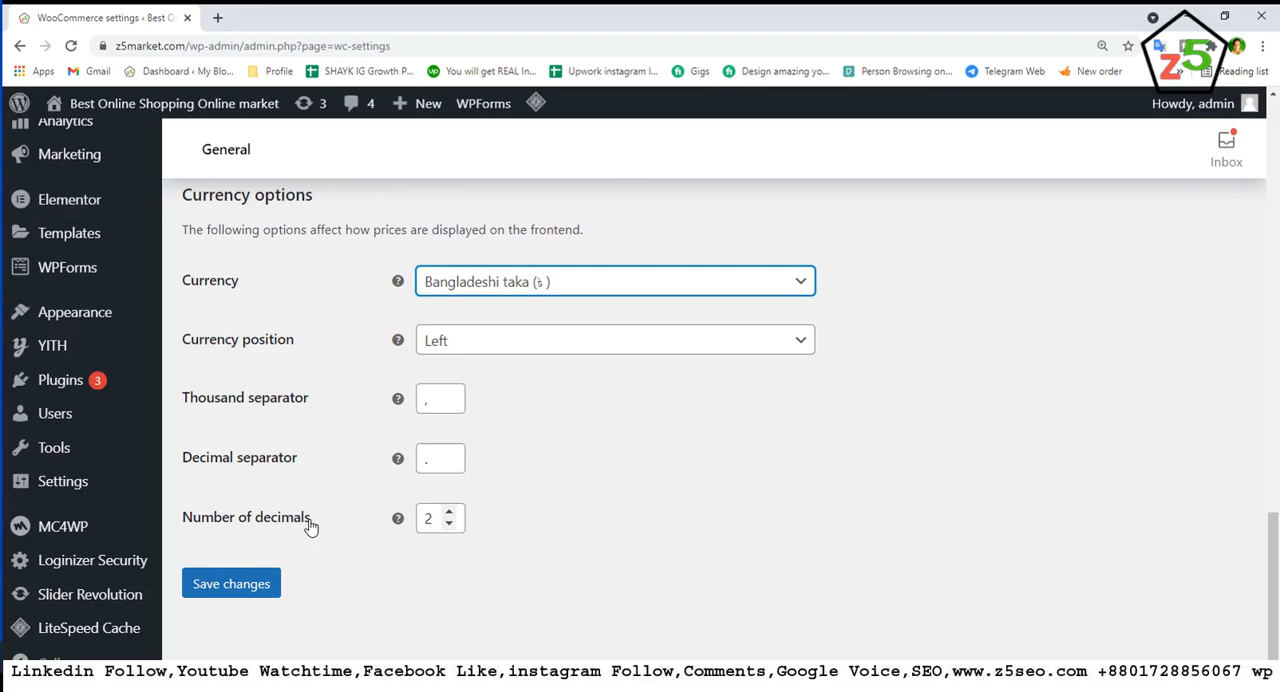 WooCommerce settings ‹ Best O
z5market.com/wp-admin/admin.php?page=wc-settings
z5
Apps
Gmail
Dashboard ‹ My Blo...
Profile
SHAYK IG Growth P...
You will get REAL In...
Upwork instagram l...
Gigs
Design amazing yo...
Person Browsing on...
Telegram Web
New order
Reading list
Best Online Shopping Online market
3
4
New
WPForms
Howdy, admin
Analytics
Marketing
Elementor
Templates
WPForms
Appearance
YITH
Plugins 3
Users
Tools
Settings
MC4WP
Loginizer Security
Slider Revolution
LiteSpeed Cache
General
Inbox
Currency options
The following options affect how prices are displayed on the frontend.
Currency
Bangladeshi taka (৳ )
Currency position
Left
Thousand separator
,
Decimal separator
.
Number of decimals
2
Save changes
Linkedin Follow,Youtube Watchtime,Facebook Like,instagram Follow,Comments,Google Voice,SEO,www.z5seo.com +8801728856067 wp